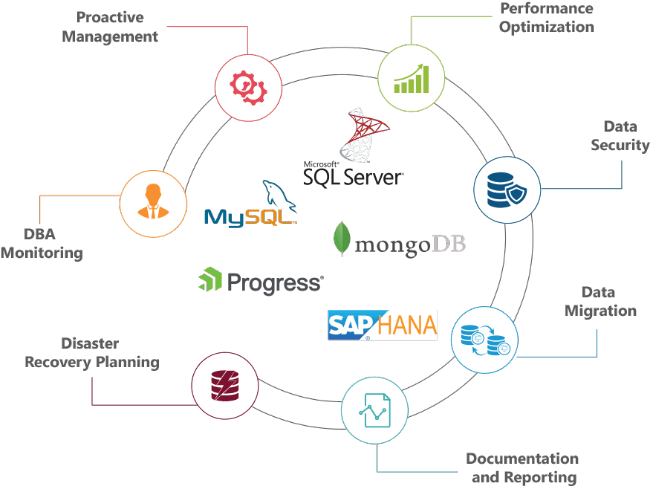 Proactive
Management
Performance
Optimization
Data
Security
Microsoft®
SQL Server®
MySQL
DBA
Monitoring
mongoDB
Progress®
Data
Migration
SAP HANA
Disaster
Recovery Planning
Documentation
and Reporting